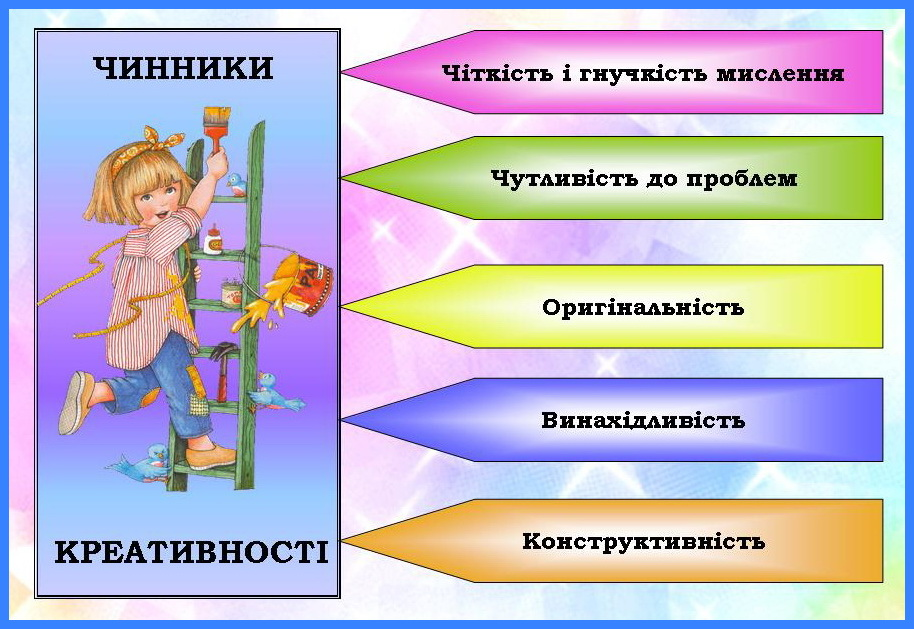 ЧИННИКИ
КРЕАТИВНОСТІ
Чіткість і гнучкість мислення
Чутливість до проблем
Оригінальність
Винахідливість
Конструктивність